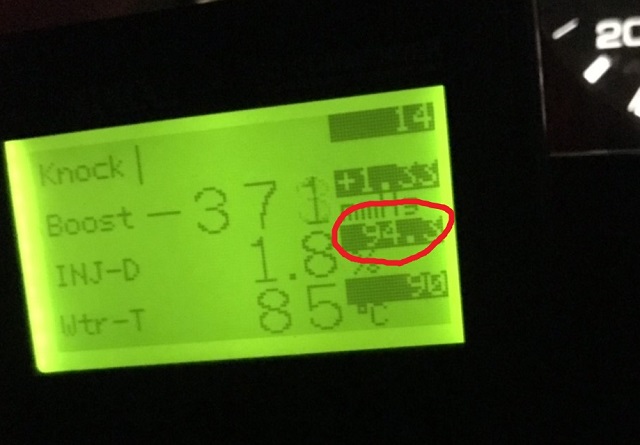 14
Knock
+1.33
Boost -371 mmHg
94.3
INJ-D 1.8 %
90
Wtr-T 85 °C
20